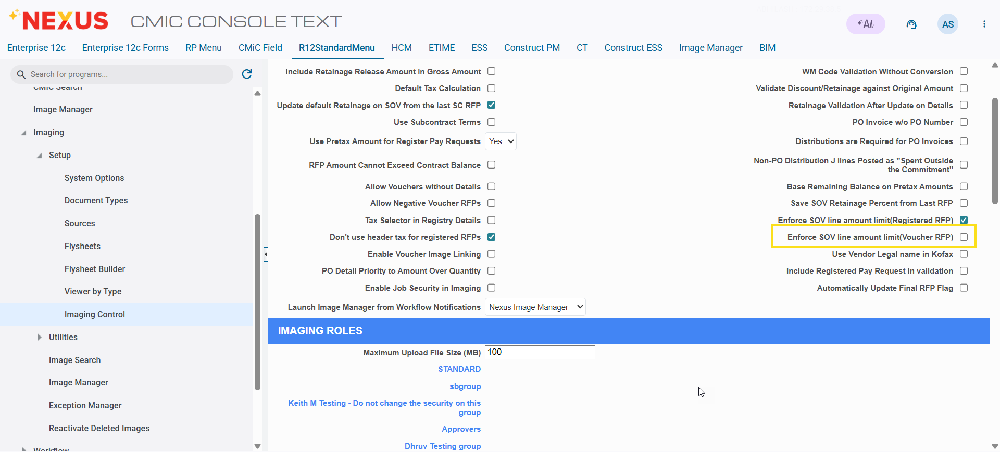 NEXUS
CMIC CONSOLE TEXT
AI
AS
Enterprise 12c
Enterprise 12c Forms
RP Menu
CMiC Field
R12StandardMenu
HCM
ETIME
ESS
Construct PM
CT
Construct ESS
Image Manager
BIM
Search for programs...
CMiC Search
Image Manager
Imaging
Setup
System Options
Document Types
Sources
Flysheets
Flysheet Builder
Viewer by Type
Imaging Control
Utilities
Image Search
Image Manager
Exception Manager
Reactivate Deleted Images
Workflow
Include Retainage Release Amount in Gross Amount
Default Tax Calculation
Update default Retainage on SOV from the last SC RFP
Use Subcontract Terms
Use Pretax Amount for Register Pay Requests Yes
RFP Amount Cannot Exceed Contract Balance
Allow Vouchers without Details
Allow Negative Voucher RFPs
Tax Selector in Registry Details
Don't use header tax for registered RFPs
Enable Voucher Image Linking
PO Detail Priority to Amount Over Quantity
Enable Job Security in Imaging
Launch Image Manager from Workflow Notifications Nexus Image Manager
WM Code Validation Without Conversion
Validate Discount/Retainage against Original Amount
Retainage Validation After Update on Details
PO Invoice w/o PO Number
Distributions are Required for PO Invoices
Non-PO Distribution J lines Posted as "Spent Outside
the Commitment"
Base Remaining Balance on Pretax Amounts
Save SOV Retainage Percent from Last RFP
Enforce SOV line amount limit(Registered RFP)
Enforce SOV line amount limit(Voucher RFP)
Use Vendor Legal name in Kofax
Include Registered Pay Request in validation
Automatically Update Final RFP Flag
IMAGING ROLES
Maximum Upload File Size (MB) 100
STANDARD
sbgroup
Keith M Testing - Do not change the security on this
group
Approvers
Dhruv Testing group